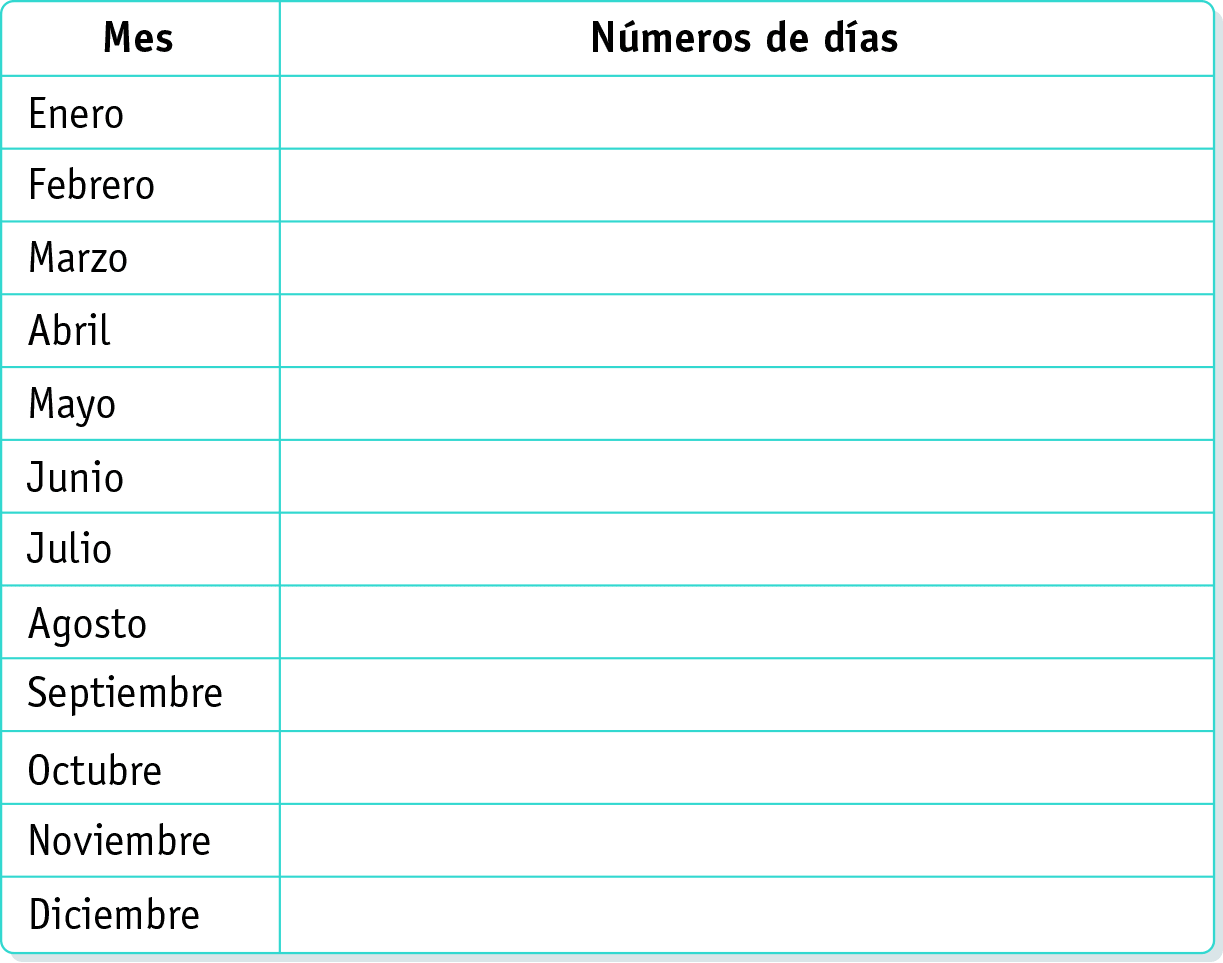 Mes Números de días
Enero
Febrero
Marzo
Abril
Mayo
Junio
Julio
Agosto
Septiembre
Octubre
Noviembre
Diciembre